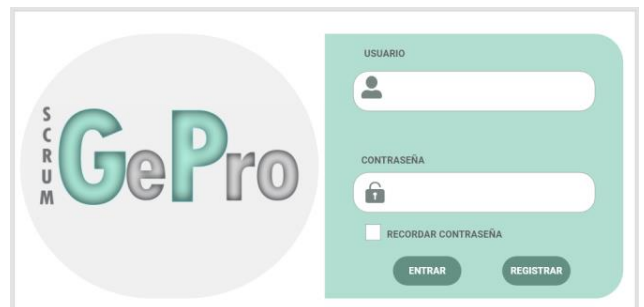 SCRUM
GePro
USUARIO
CONTRASEÑA
RECORDAR CONTRASEÑA
ENTRAR
REGISTRAR